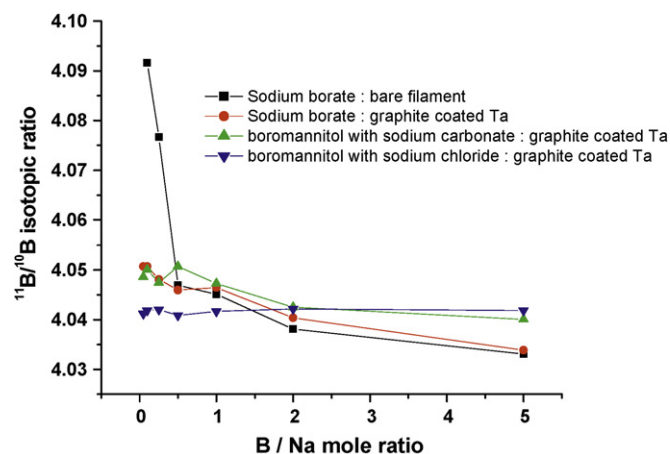 4.10
4.09
4.08
4.07
4.06
4.05
4.04
4.03
¹¹B/¹⁰B isotopic ratio
Sodium borate : bare filament
Sodium borate : graphite coated Ta
boromannitol with sodium carbonate : graphite coated Ta
boromannitol with sodium chloride : graphite coated Ta
0 1 2 3 4 5
B / Na mole ratio